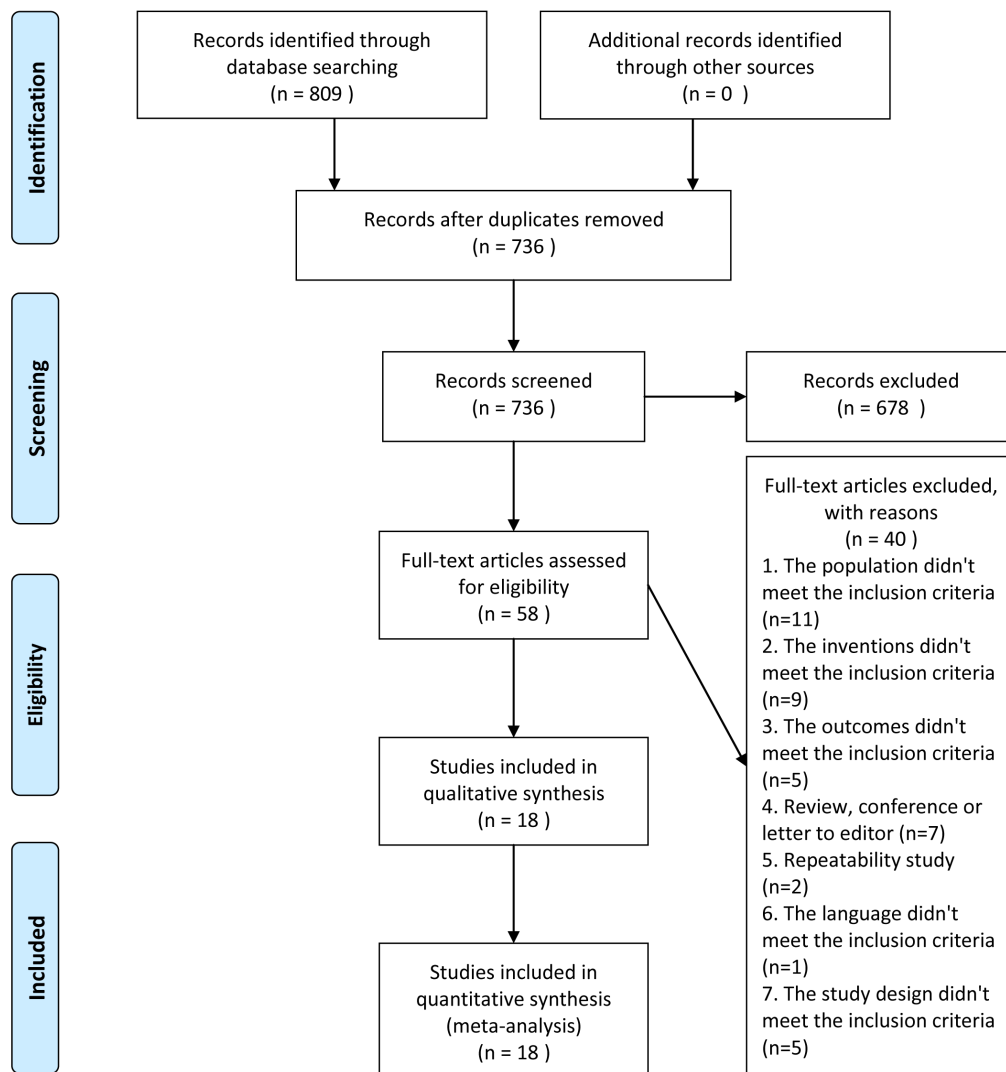 Identification
Records identified through
database searching
(n = 809 )
Additional records identified
through other sources
(n = 0  )
Records after duplicates removed
(n = 736 )
Screening
Records screened
(n = 736 )
Records excluded
(n = 678  )
Eligibility
Full-text articles assessed
for eligibility
(n = 58 )
Full-text articles excluded,
with reasons
(n = 40  )
1. The population didn't
meet the inclusion criteria
(n=11)
2. The inventions didn't
meet the inclusion criteria
(n=9)
3. The outcomes didn't
meet the inclusion criteria
(n=5)
4. Review, conference or
letter to editor (n=7)
5. Repeatability study
(n=2)
6. The language didn't
meet the inclusion criteria
(n=1)
7. The study design didn't
meet the inclusion criteria
(n=5)
Studies included in
qualitative synthesis
(n = 18 )
Included
Studies included in
quantitative synthesis
(meta-analysis)
(n = 18 )